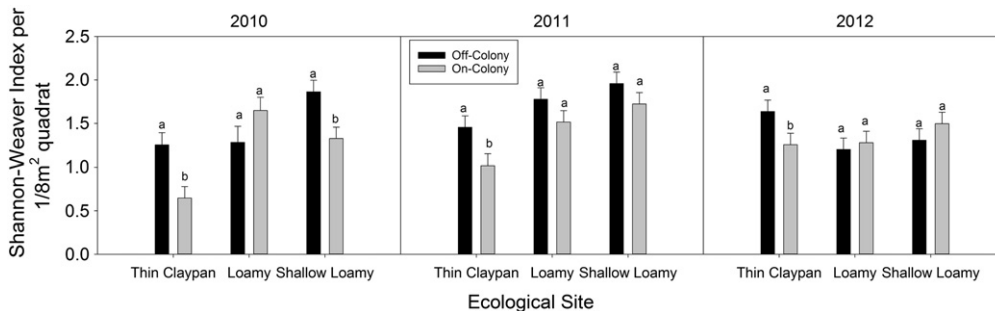 2010 2011 2012
Shannon-Weaver Index per
1/8m² quadrat
2.5
2.0
1.5
1.0
0.5
0.0
Off-Colony
On-Colony
a b a a a b
a b a a a a
a b a a a a
Thin Claypan Loamy Shallow Loamy Thin Claypan Loamy Shallow Loamy Thin Claypan Loamy Shallow Loamy
Ecological Site